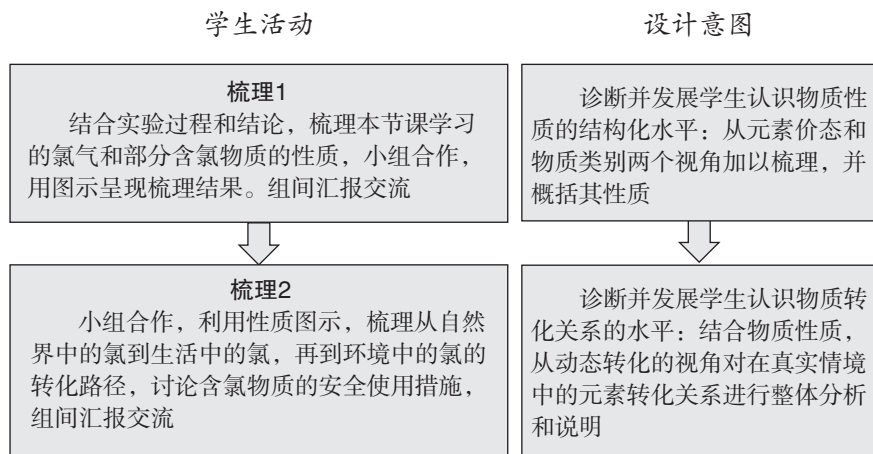 学生活动
设计意图
梳理1
结合实验过程和结论，梳理本节课学习
的氯气和部分含氯物质的性质，小组合作，
用图示呈现梳理结果。组间汇报交流
诊断并发展学生认识物质性
质的结构化水平：从元素价态和
物质类别两个视角加以梳理，并
概括其性质
梳理2
小组合作，利用性质图示，梳理从自然
界中的氯到生活中的氯，再到环境中的氯的
转化路径，讨论含氯物质的安全使用措施，
组间汇报交流
诊断并发展学生认识物质转
化关系的水平：结合物质性质，
从动态转化的视角对在真实情境
中的元素转化关系进行整体分析
和说明